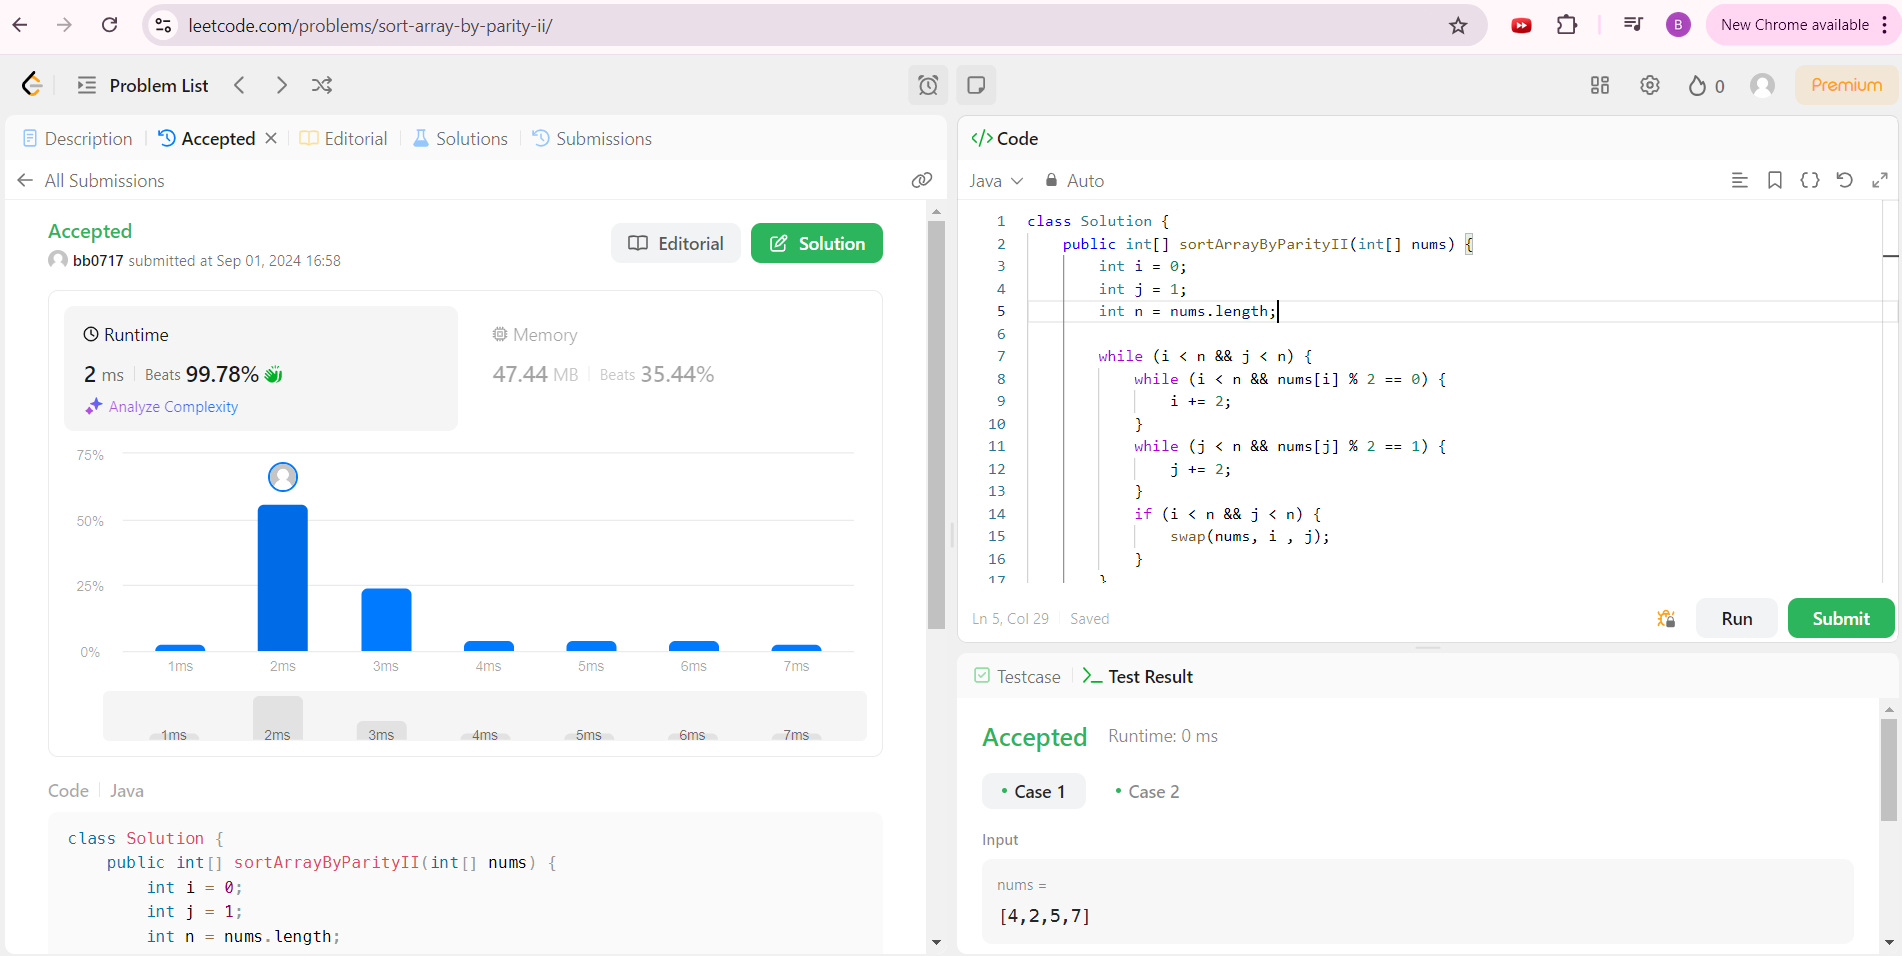 leetcode.com/problems/sort-array-by-parity-ii/
B
New Chrome available
Problem List
0
Premium
Description
Accepted
Editorial
Solutions
Submissions
All Submissions
Accepted
bb0717 submitted at Sep 01, 2024 16:58
Editorial
Solution
Runtime
2 ms
Beats 99.78%
Analyze Complexity
Memory
47.44 MB
Beats 35.44%
75%
50%
25%
0%
1ms 2ms 3ms 4ms 5ms 6ms 7ms
1ms 2ms 3ms 4ms 5ms 6ms 7ms
Code
Java
class Solution {
public int[] sortArrayByParityII(int[] nums) {
int i = 0;
int j = 1;
int n = nums.length;
</> Code
Java
Auto
1 class Solution {
2 public int[] sortArrayByParityII(int[] nums) {
3 int i = 0;
4 int j = 1;
5 int n = nums.length;
6
7 while (i < n && j < n) {
8 while (i < n && nums[i] % 2 == 0) {
9 i += 2;
10 }
11 while (j < n && nums[j] % 2 == 1) {
12 j += 2;
13 }
14 if (i < n && j < n) {
15 swap(nums, i , j);
16 }
17 }
Ln 5, Col 29
Saved
Run
Submit
Testcase
Test Result
Accepted
Runtime: 0 ms
Case 1
Case 2
Input
nums =
[4,2,5,7]